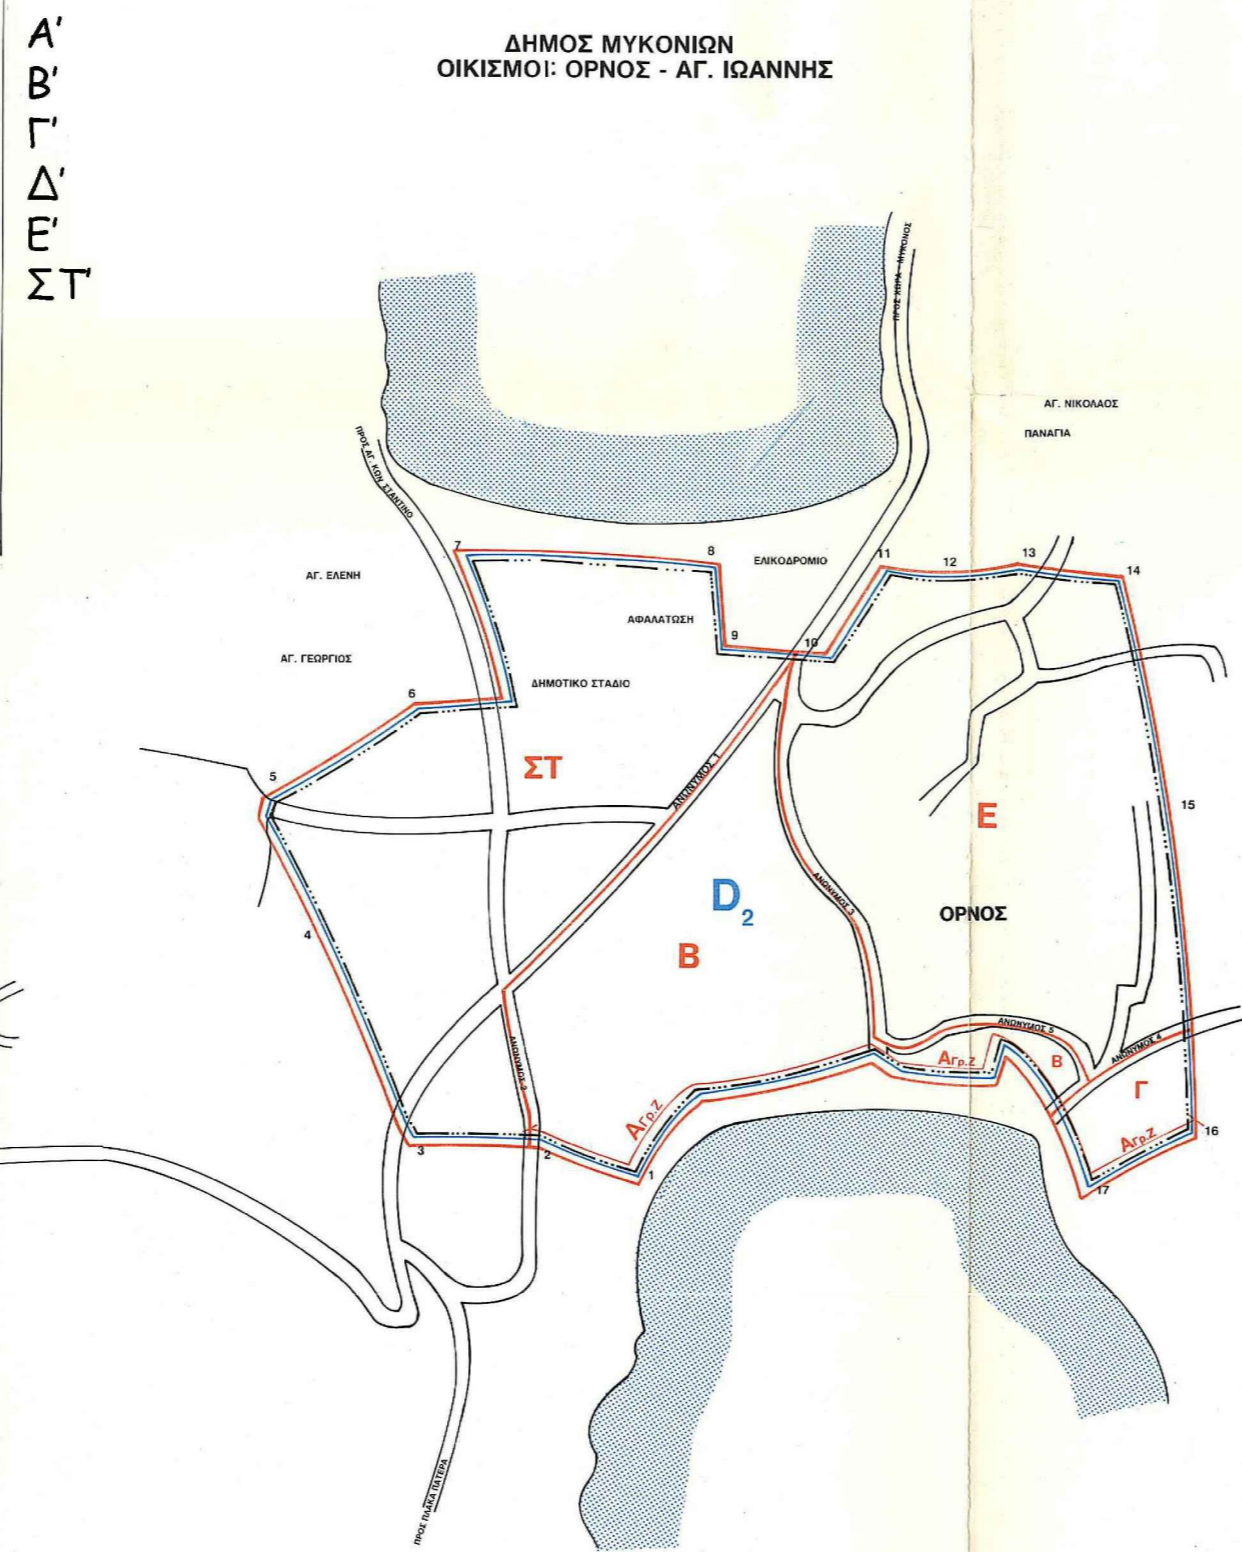 Α'
Β'
Γ'
Δ'
Ε'
ΣΤ'
ΔΗΜΟΣ ΜΥΚΟΝΙΩΝ
ΟΙΚΙΣΜΟΙ: ΟΡΝΟΣ - ΑΓ. ΙΩΑΝΝΗΣ
ΠΡΟΣ ΧΩΡΑ - ΜΥΚΟΝΟΣ
ΑΓ. ΝΙΚΟΛΑΟΣ
ΠΑΝΑΓΙΑ
ΠΡΟΣ ΑΓ. ΚΩΝ ΣΤΑΝΤΙΝΟ
7
8
ΕΛΙΚΟΔΡΟΜΙΟ
11
12
13
14
ΑΓ. ΕΛΕΝΗ
ΑΦΑΛΑΤΩΣΗ
9
10
ΑΓ. ΓΕΩΡΓΙΟΣ
ΔΗΜΟΤΙΚΟ ΣΤΑΔΙΟ
6
5
ΣΤ
ΑΝΩΝΥΜΟΣ 1
Ε
15
ΑΝΩΝΥΜΟΣ 3
D2
ΟΡΝΟΣ
4
Β
ΑΝΩΝΥΜΟΣ 5
ΑΝΩΝΥΜΟΣ 4
ΑΝΩΝΥΜΟΣ 2
Αγρ.Ζ
Β
Γ
Αγρ.Ζ
Αγρ.Ζ
16
3
2
1
17
ΠΡΟΣ ΠΛΑΚΑ ΠΑΤΕΡΑ